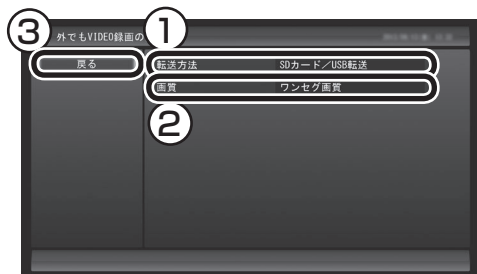 ③
外でもVIDEO録画の
①
戻る
転送方法 SDカード／USB転送
画質 ワンセグ画質
②